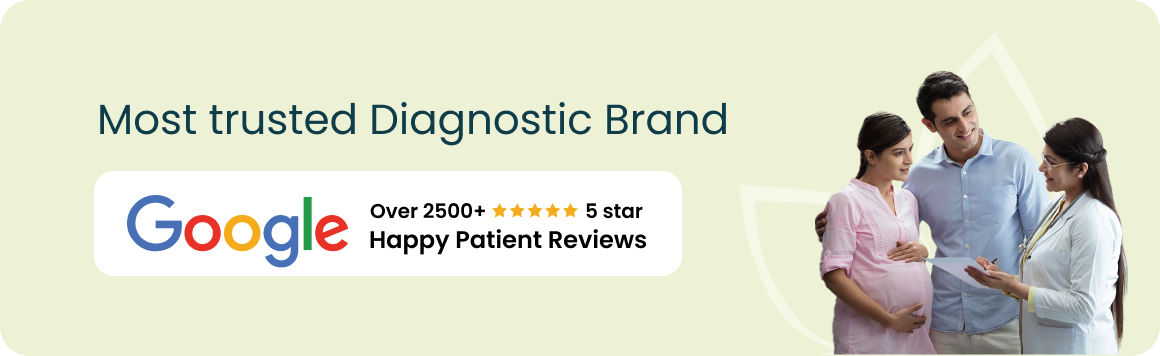 Most trusted Diagnostic Brand
Google
Over 2500+ ★★★★★ 5 star
Happy Patient Reviews